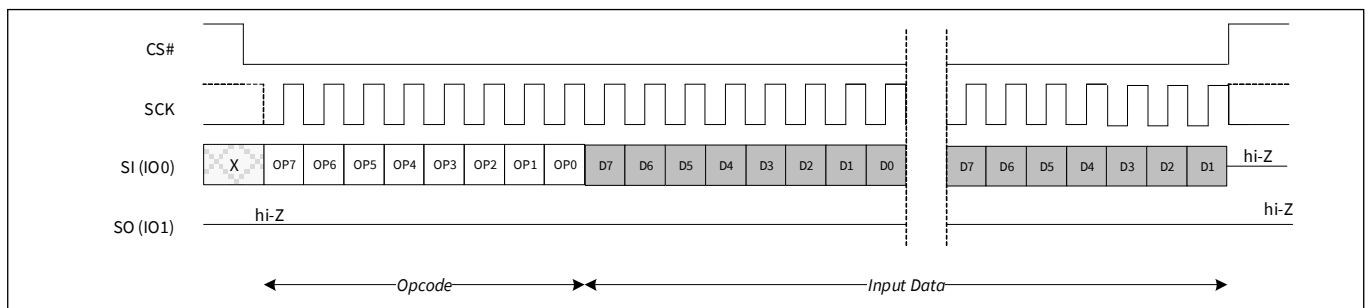 CS#
SCK
SI (IO0) X OP7 OP6 OP5 OP4 OP3 OP2 OP1 OP0 D7 D6 D5 D4 D3 D2 D1 D0 D7 D6 D5 D4 D3 D2 D1 hi-Z
hi-Z hi-Z
SO (IO1)
Opcode Input Data